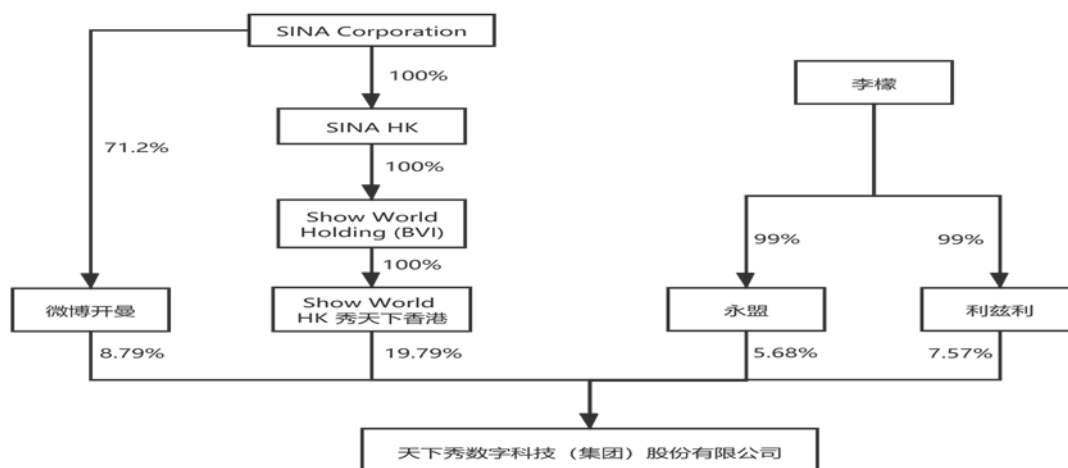 SINA Corporation
100%
李檬
SINA HK
71.2%
100%
Show World
Holding (BVI)
99%
99%
100%
微博开曼
Show World
HK 秀天下香港
永盟
利兹利
8.79%
19.79%
5.68%
7.57%
天下秀数字科技（集团）股份有限公司